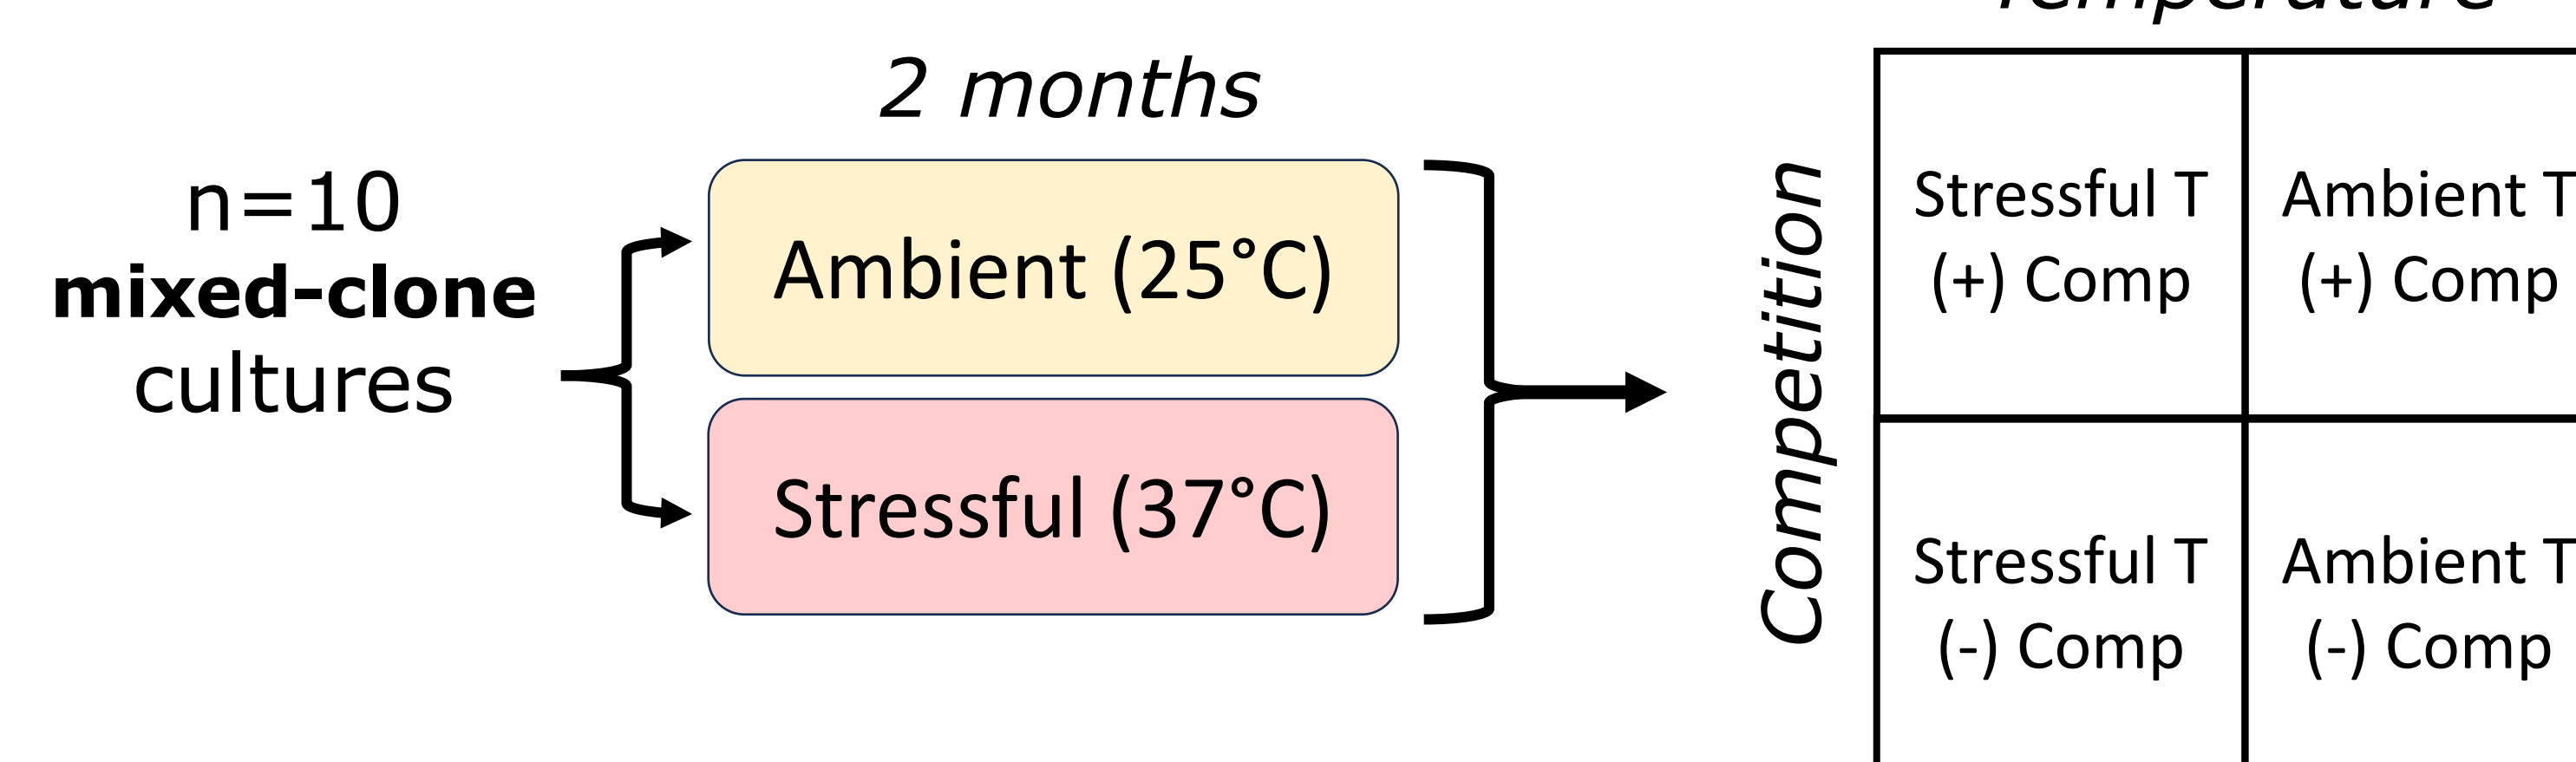 Temperature
2 months
n=10
mixed-clone
cultures
Ambient (25°C)
Stressful (37°C)
Competition
Stressful T
(+) Comp
Ambient T
(+) Comp
Stressful T
(-) Comp
Ambient T
(-) Comp